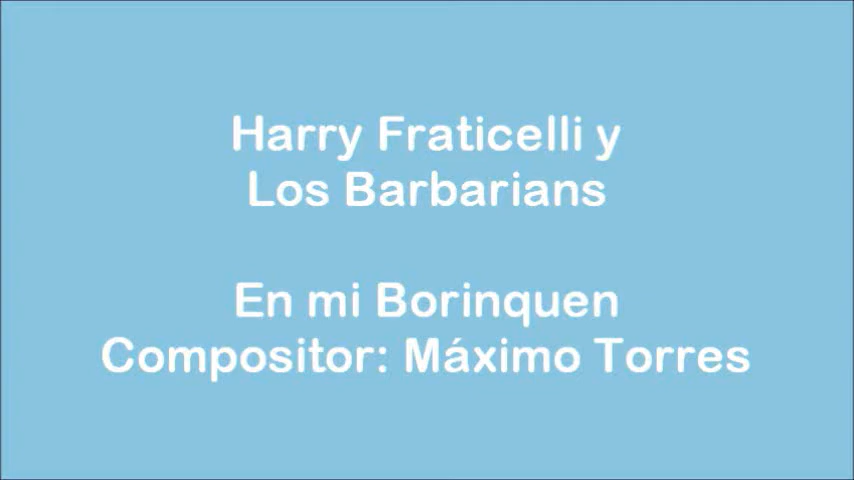 Harry Fraticelli y
Los Barbarians
En mi Borinquen
Compositor: Máximo Torres